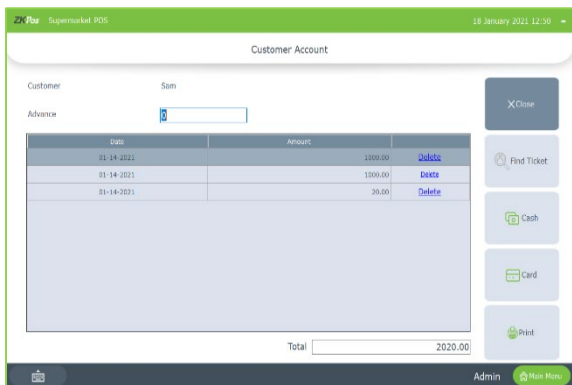 ZKPos Supermarket POS 18 January 2021 12:58
Customer Account
Customer Sam
Advance 0
Close
Date Amount
01-14-2021 1000.00 Delete
01-14-2021 1000.00 Delete
01-14-2021 20.00 Delete
Find Ticket
Cash
Card
Print
Total 2020.00
Admin Main Menu